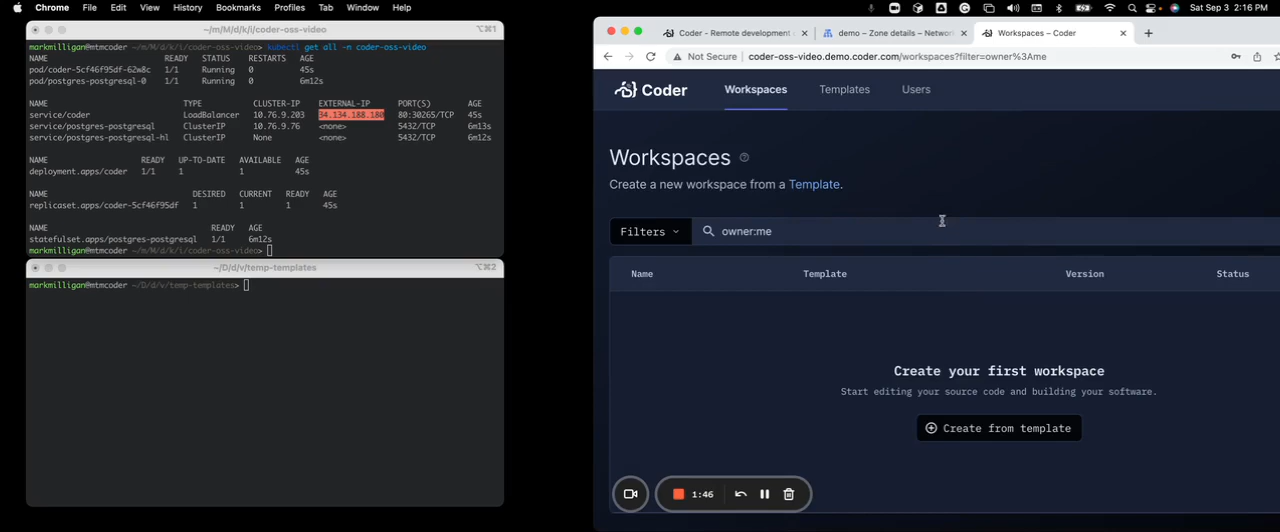 Chrome File Edit View History Bookmarks Profiles Tab Window Help Sat Sep 3 2:16 PM
~/m/M/d/k/i/coder-oss-video ⌥⌘1
markmilligan@mtmcoder ~/m/M/d/k/i/coder-oss-video> kubectl get all -n coder-oss-video
NAME READY STATUS RESTARTS AGE
pod/coder-5cf46f95df-62w8c 1/1 Running 0 45s
pod/postgres-postgresql-0 1/1 Running 0 6m12s
NAME TYPE CLUSTER-IP EXTERNAL-IP PORT(S) AGE
service/coder LoadBalancer 10.76.9.203 34.134.188.180 80:30265/TCP 45s
service/postgres-postgresql ClusterIP 10.76.9.76 <none> 5432/TCP 6m13s
service/postgres-postgresql-hl ClusterIP None <none> 5432/TCP 6m12s
NAME READY UP-TO-DATE AVAILABLE AGE
deployment.apps/coder 1/1 1 1 45s
NAME DESIRED CURRENT READY AGE
replicaset.apps/coder-5cf46f95df 1 1 1 45s
NAME READY AGE
statefulset.apps/postgres-postgresql 1/1 6m12s
markmilligan@mtmcoder ~/m/M/d/k/i/coder-oss-video>
~/D/d/v/temp-templates ⌥⌘2
markmilligan@mtmcoder ~/D/d/v/temp-templates>
Coder - Remote development demo – Zone details – Network Workspaces – Coder
Not Secure coder-oss-video.demo.coder.com/workspaces?filter=owner%3Ame
Coder Workspaces Templates Users
Workspaces
Create a new workspace from a Template.
Filters owner:me
Name Template Version Status
Create your first workspace
Start editing your source code and building your software.
Create from template
1:46